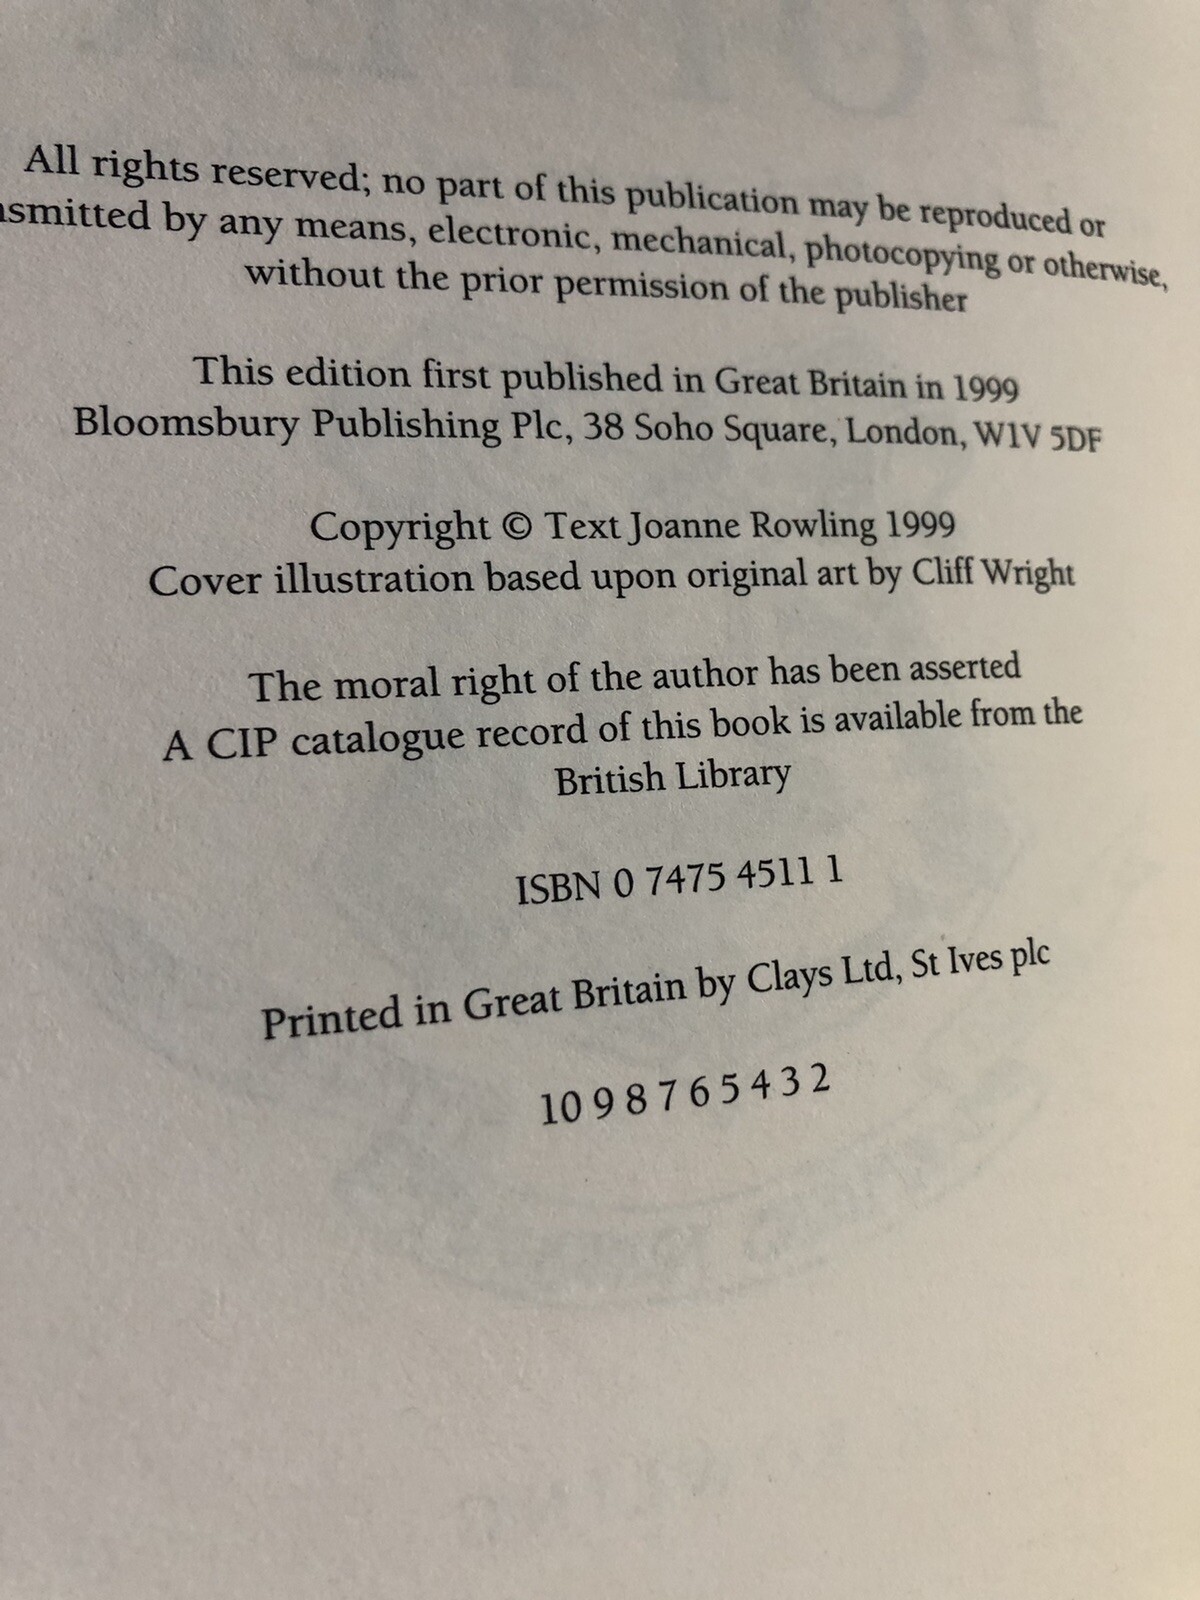 All rights reserved; no part of this publication may be reproduced or
by any means, electronic, mechanical, photocopying or otherwise,
without the prior permission of the publisher
This edition first published in Great Britain in 1999
Bloomsbury Publishing Plc, 38 Soho Square, London, W1V 5DF
Copyright © Text Joanne Rowling 1999
Cover illustration based upon original art by Cliff Wright
The moral right of the author has been asserted
A CIP catalogue record of this book is available from the
British Library
ISBN 0 7475 4511 1
Printed in Great Britain by Clays Ltd, St Ives plc
10 9 8 7 6 5 4 3 2